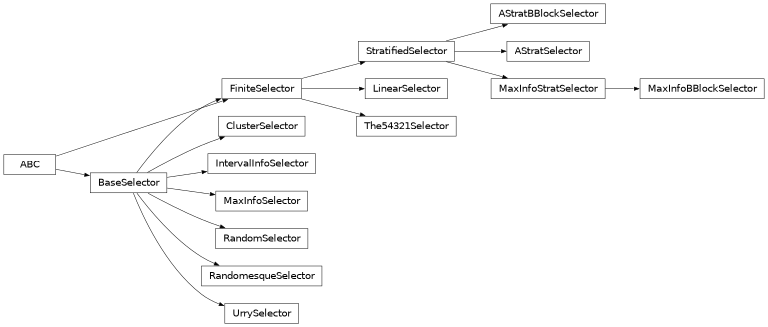 ABC
BaseSelector
FiniteSelector
ClusterSelector
IntervalInfoSelector
MaxInfoSelector
RandomSelector
RandomesqueSelector
UrrySelector
StratifiedSelector
LinearSelector
The54321Selector
AStratBBlockSelector
AStratSelector
MaxInfoStratSelector
MaxInfoBBlockSelector